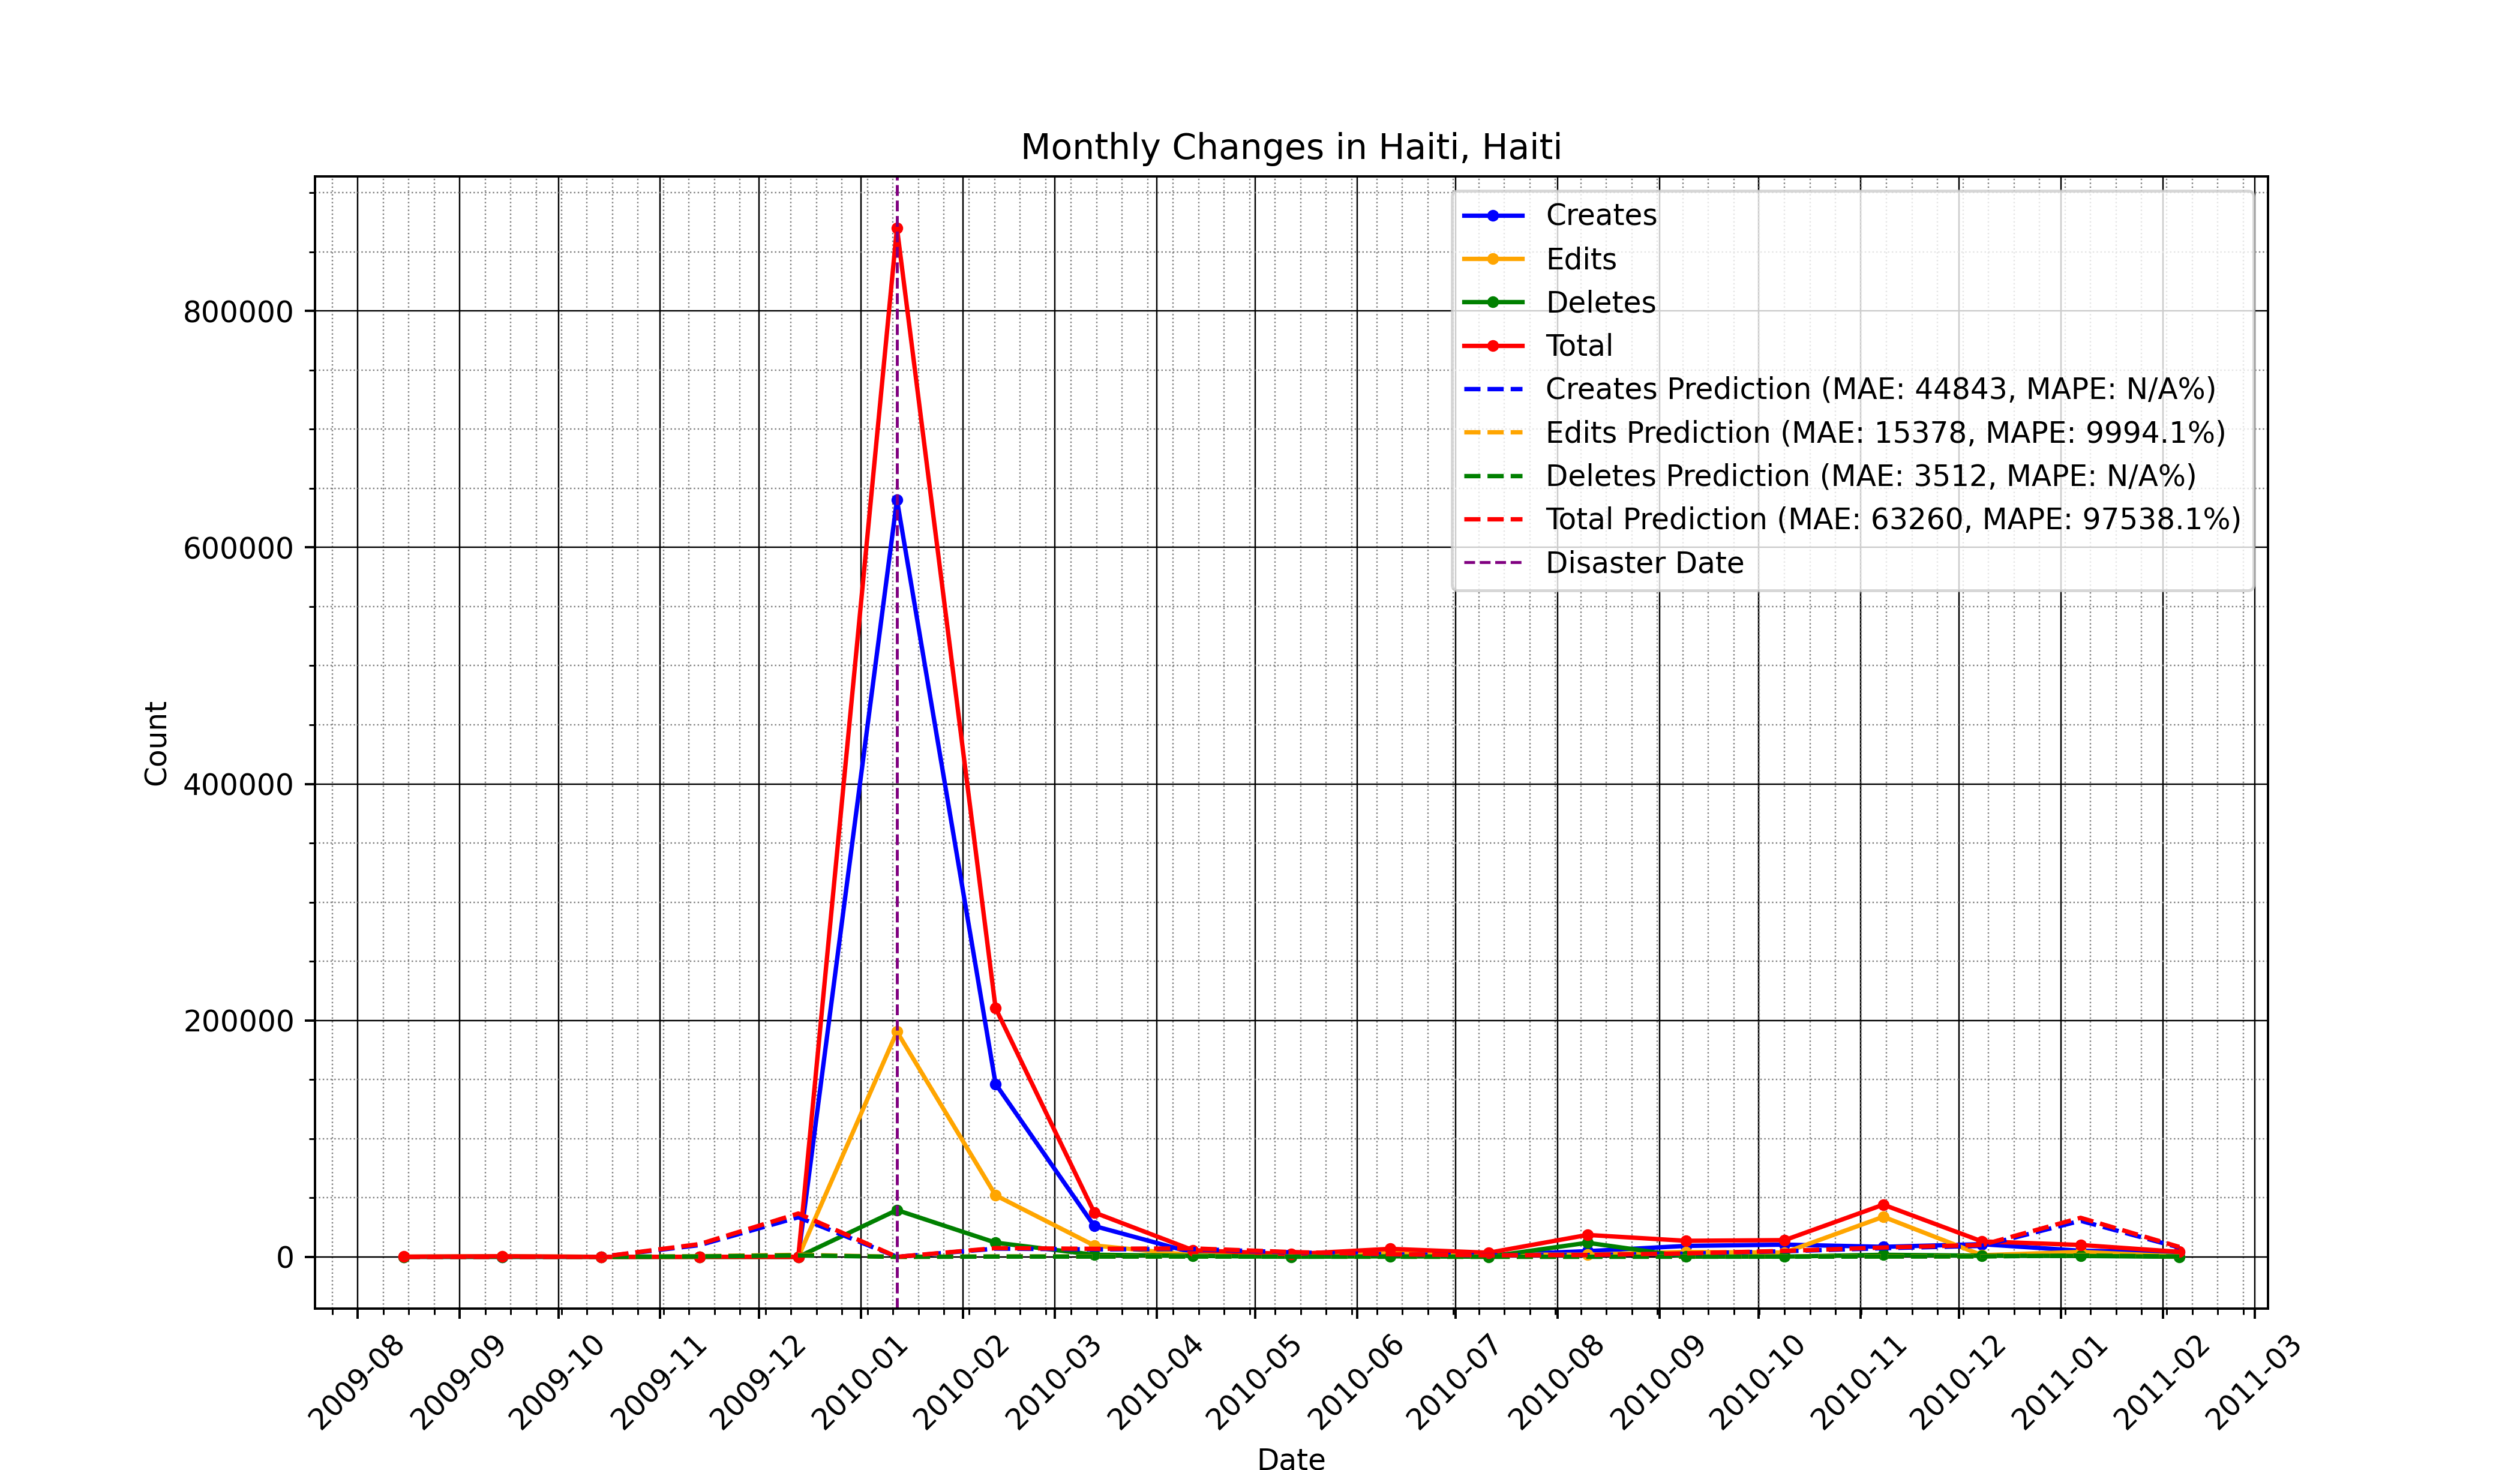 Monthly Changes in Haiti, Haiti
Creates
Edits
Deletes
Total
Creates Prediction (MAE: 44843, MAPE: N/A%)
Edits Prediction (MAE: 15378, MAPE: 9994.1%)
Deletes Prediction (MAE: 3512, MAPE: N/A%)
Total Prediction (MAE: 63260, MAPE: 97538.1%)
Disaster Date
Count
800000
600000
400000
200000
0
2009-08
2009-09
2009-10
2009-11
2009-12
2010-01
2010-02
2010-03
2010-04
2010-05
2010-06
2010-07
2010-08
2010-09
2010-10
2010-11
2010-12
2011-01
2011-02
2011-03
Date